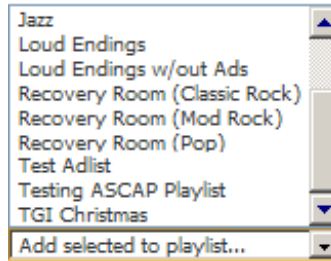 Jazz
Loud Endings
Loud Endings w/out Ads
Recovery Room (Classic Rock)
Recovery Room (Mod Rock)
Recovery Room (Pop)
Test Adlist
Testing ASCAP Playlist
TGI Christmas
Add selected to playlist...